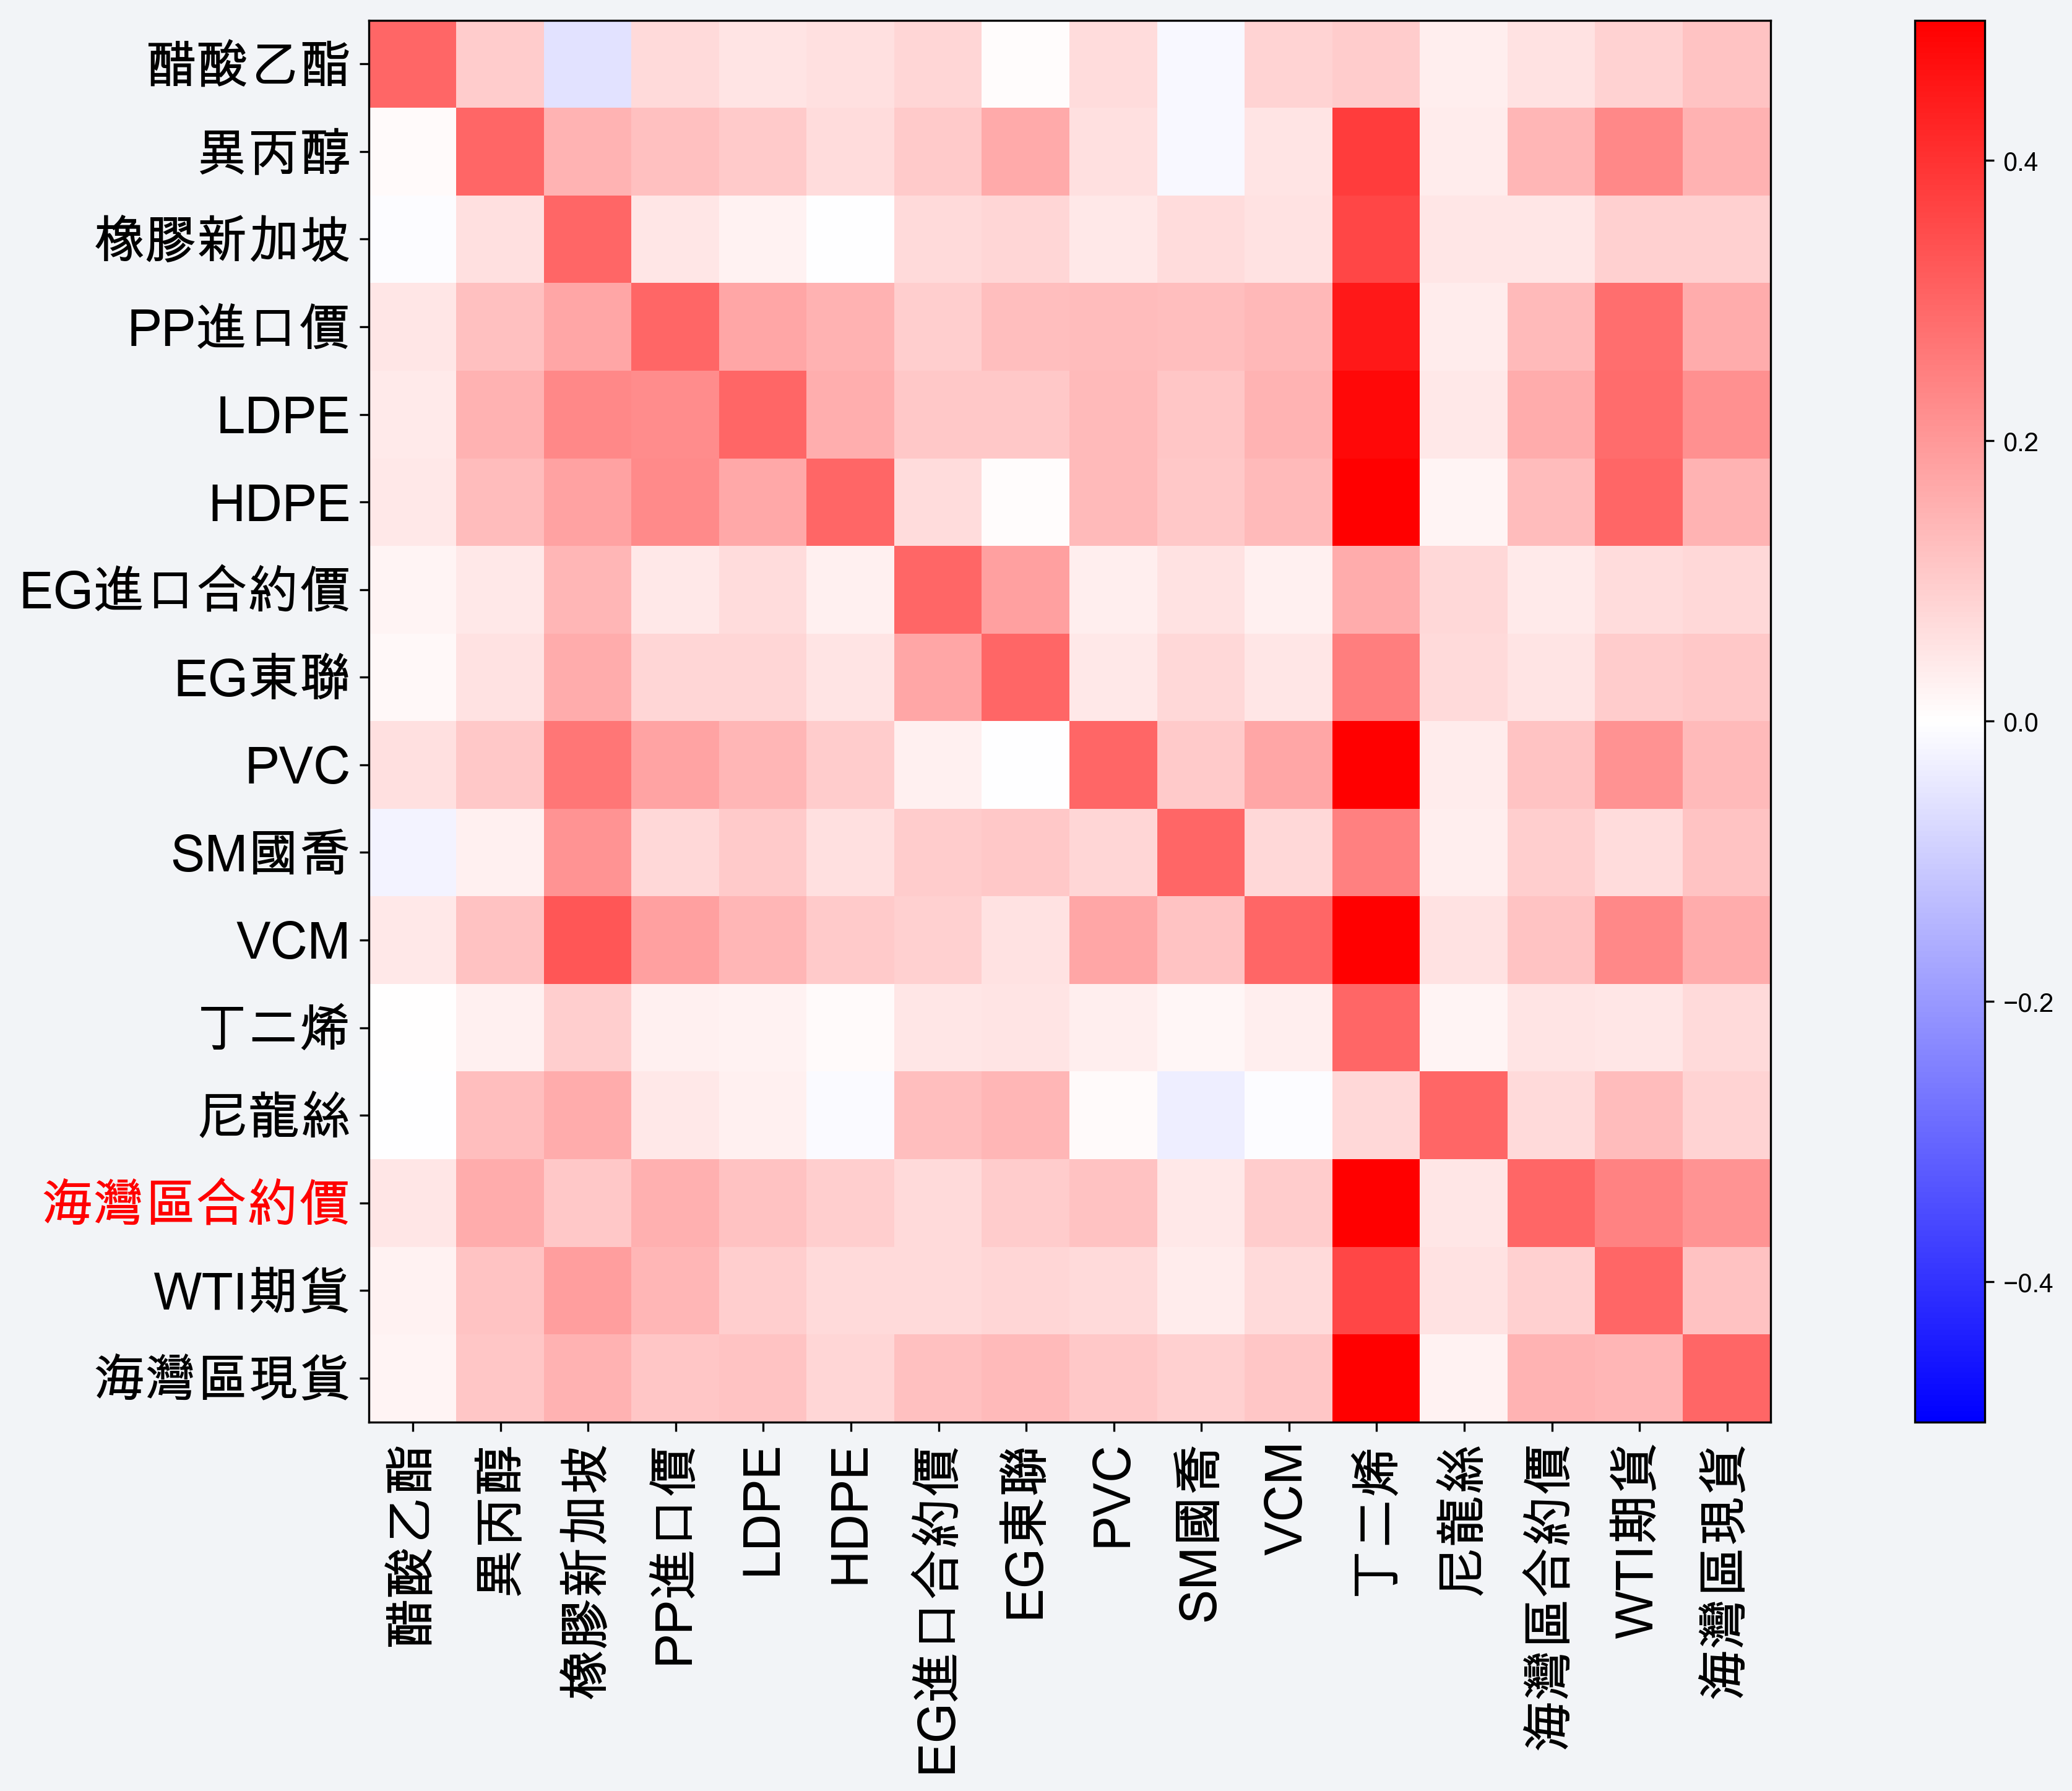 醋酸乙酯
異丙醇
橡膠新加坡
PP進口價
LDPE
HDPE
EG進口合約價
EG東聯
PVC
SM國喬
VCM
丁二烯
尼龍絲
海灣區合約價
WTI期貨
海灣區現貨
醋酸乙酯
異丙醇
橡膠新加坡
PP進口價
LDPE
HDPE
EG進口合約價
EG東聯
PVC
SM國喬
VCM
丁二烯
尼龍絲
海灣區合約價
WTI期貨
海灣區現貨
0.4
0.2
0.0
−0.2
−0.4